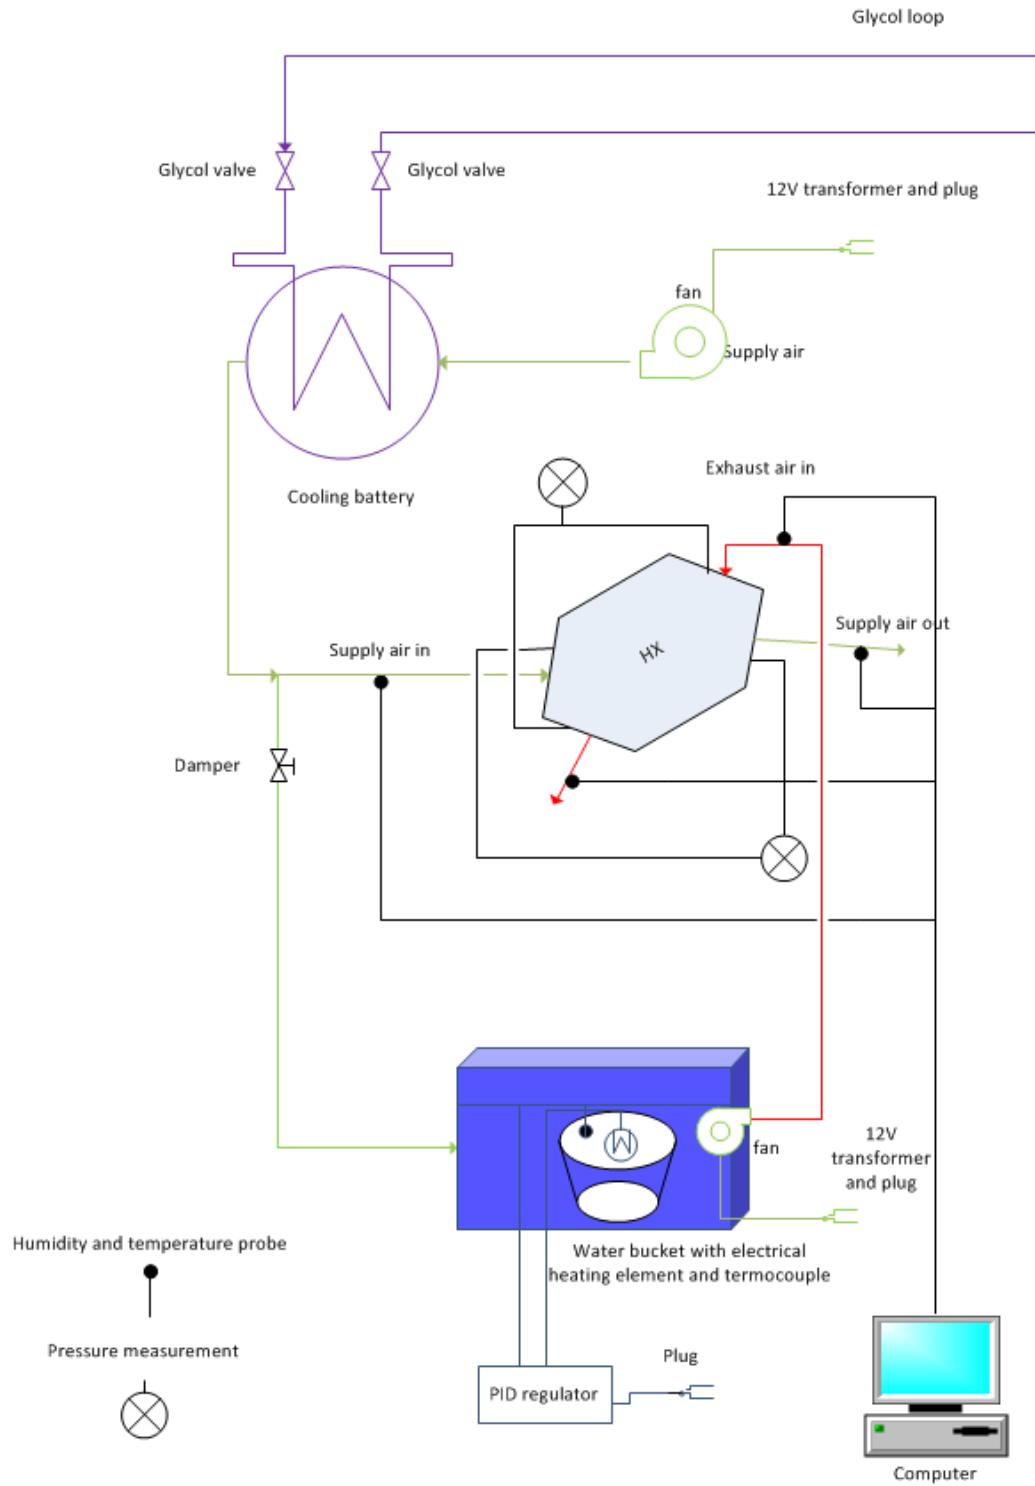 Glycol loop
Glycol valve
Glycol valve
12V transformer and plug
fan
Supply air
Exhaust air in
Cooling battery
Supply air out
HX
Supply air in
Damper
fan
12V
transformer
and plug
Humidity and temperature probe
Water bucket with electrical
heating element and termocouple
Pressure measurement
Plug
PID regulator
Computer